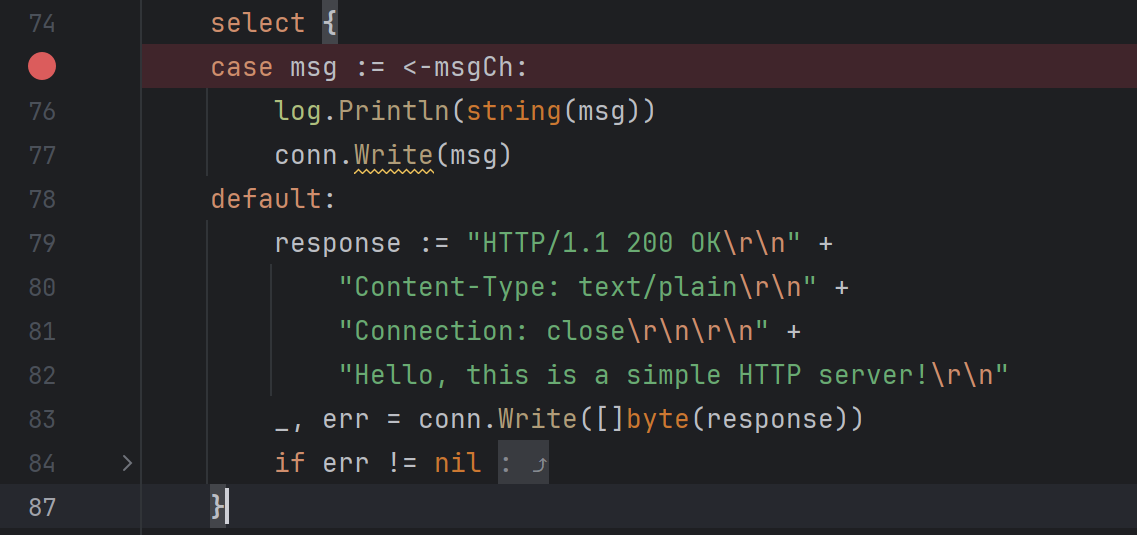 74 select {
case msg := <-msgCh:
76 log.Println(string(msg))
77 conn.Write(msg)
78 default:
79 response := "HTTP/1.1 200 OK\r\n" +
80 "Content-Type: text/plain\r\n" +
81 "Connection: close\r\n\r\n" +
82 "Hello, this is a simple HTTP server!\r\n"
83 _, err = conn.Write([]byte(response))
84 if err != nil : ⤴
87 }